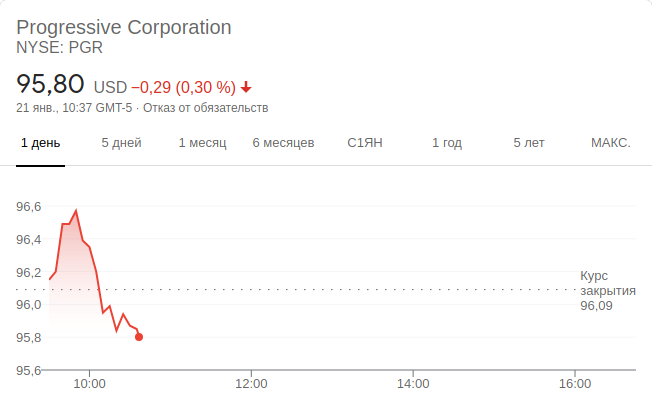 Progressive Corporation
NYSE: PGR
95,80 USD −0,29 (0,30 %)
21 янв., 10:37 GMT-5 · Отказ от обязательств
1 день 5 дней 1 месяц 6 месяцев С1ЯН 1 год 5 лет МАКС.
96,6
96,4
96,2
96,0
95,8
95,6
Курс
закрытия
96,09
10:00 12:00 14:00 16:00